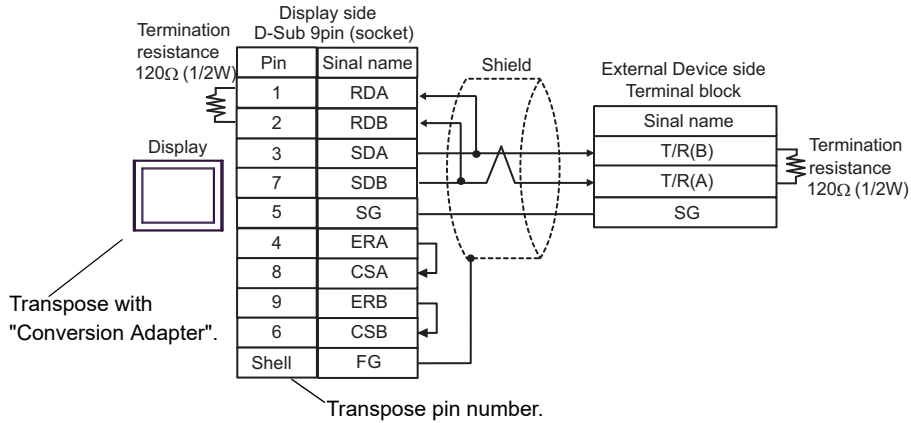 Display side
D-Sub 9pin (socket)
Termination
resistance
120Ω (1/2W)
Pin Sinal name
1 RDA
2 RDB
3 SDA
7 SDB
5 SG
4 ERA
8 CSA
9 ERB
6 CSB
Shell FG
Display
Shield
External Device side
Terminal block
Sinal name
T/R(B)
T/R(A)
SG
Termination
resistance
120Ω (1/2W)
Transpose with
"Conversion Adapter".
Transpose pin number.